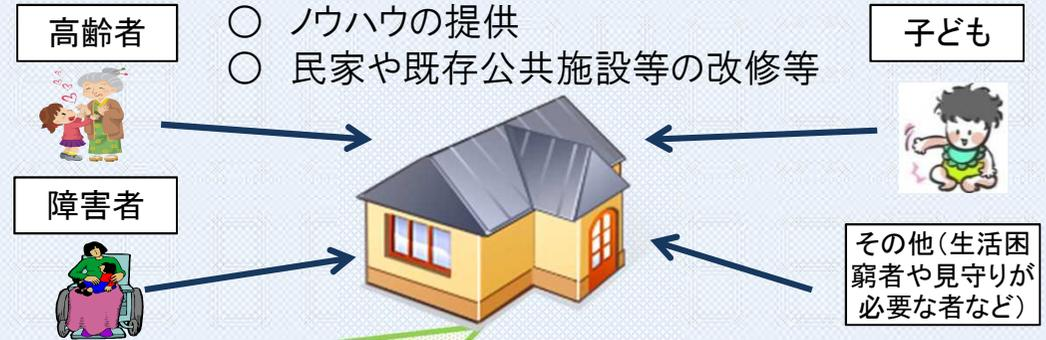 高齢者
○ ノウハウの提供
○ 民家や既存公共施設等の改修等
子ども
障害者
その他（生活困
窮者や見守りが
必要な者など）